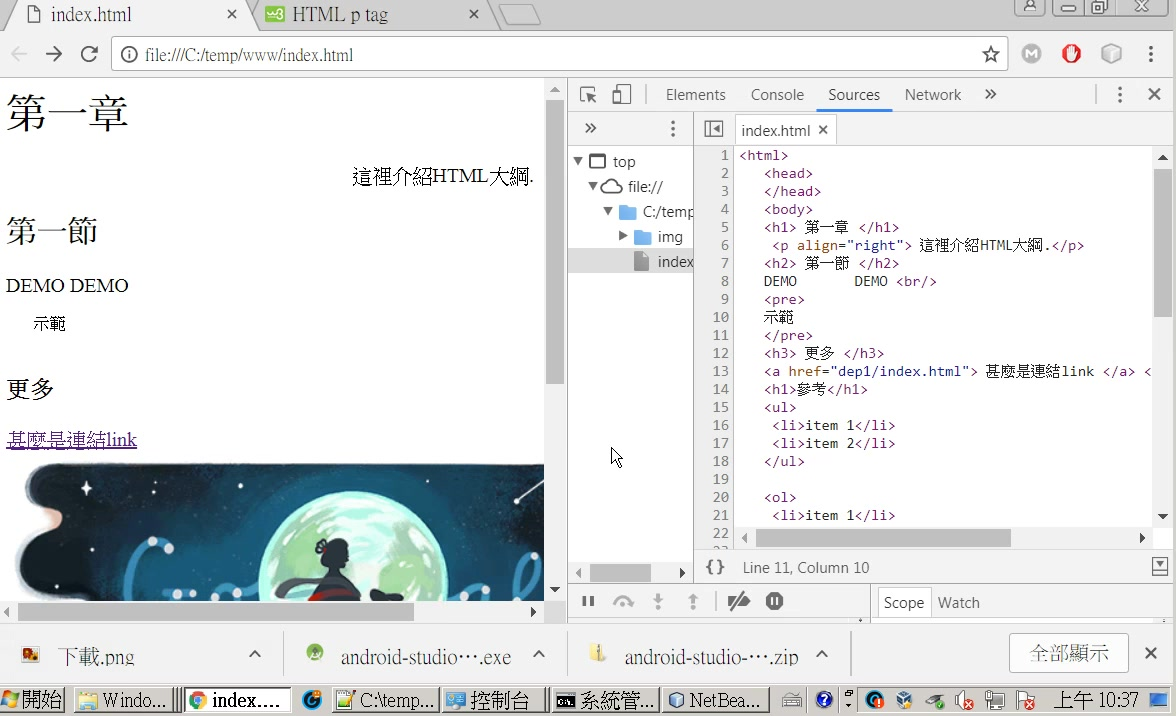 index.html
HTML p tag
file:///C:/temp/www/index.html
第一章
這裡介紹HTML大綱.
第一節
DEMO DEMO
示範
更多
甚麼是連結link
Elements Console Sources Network »
top
file://
C:/temp
img
index
index.html
1 <html>
2 <head>
3 </head>
4 <body>
5 <h1> 第一章 </h1>
6 <p align="right"> 這裡介紹HTML大綱.</p>
7 <h2> 第一節 </h2>
8 DEMO DEMO <br/>
9 <pre>
10 示範
11 </pre>
12 <h3> 更多 </h3>
13 <a href="dep1/index.html"> 甚麼是連結link </a> <
14 <h1>參考</h1>
15 <ul>
16 <li>item 1</li>
17 <li>item 2</li>
18 </ul>
19
20 <ol>
21 <li>item 1</li>
22
{} Line 11, Column 10
Scope Watch
下載.png android-studio….exe android-studio-….zip 全部顯示
開始 Windo... index.... C:\temp... 控制台 系統管... NetBea... 上午 10:37